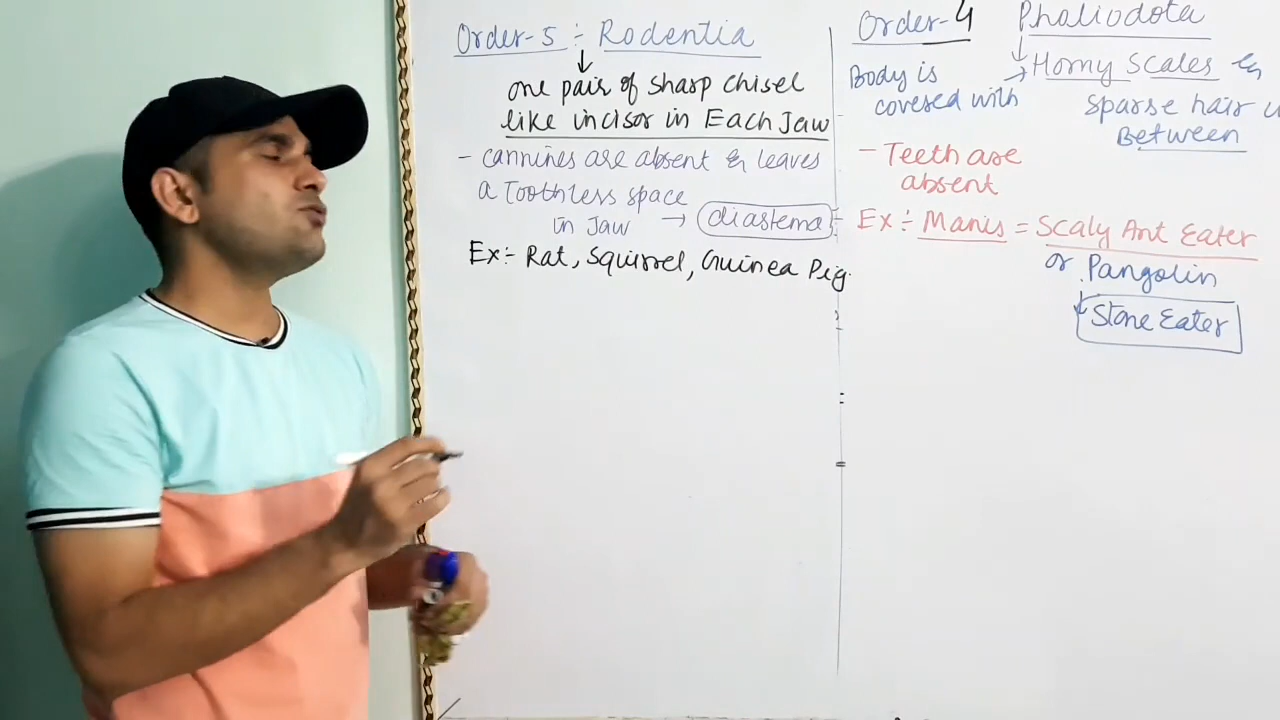 Order-5 :- Rodentia
one pair of sharp chisel
like incisor in Each Jaw
- cannines are absent & leaves
a Toothless space
in Jaw → diastema
Ex:- Rat, Squirrel, Guinea Pig
Order-4 Pholiodota
Body is
covered with → Horny Scales
sparse hair
Between
- Teeth are
absent
Ex :- Manis = Scaly Ant Eater
or Pangolin
Stone Eater